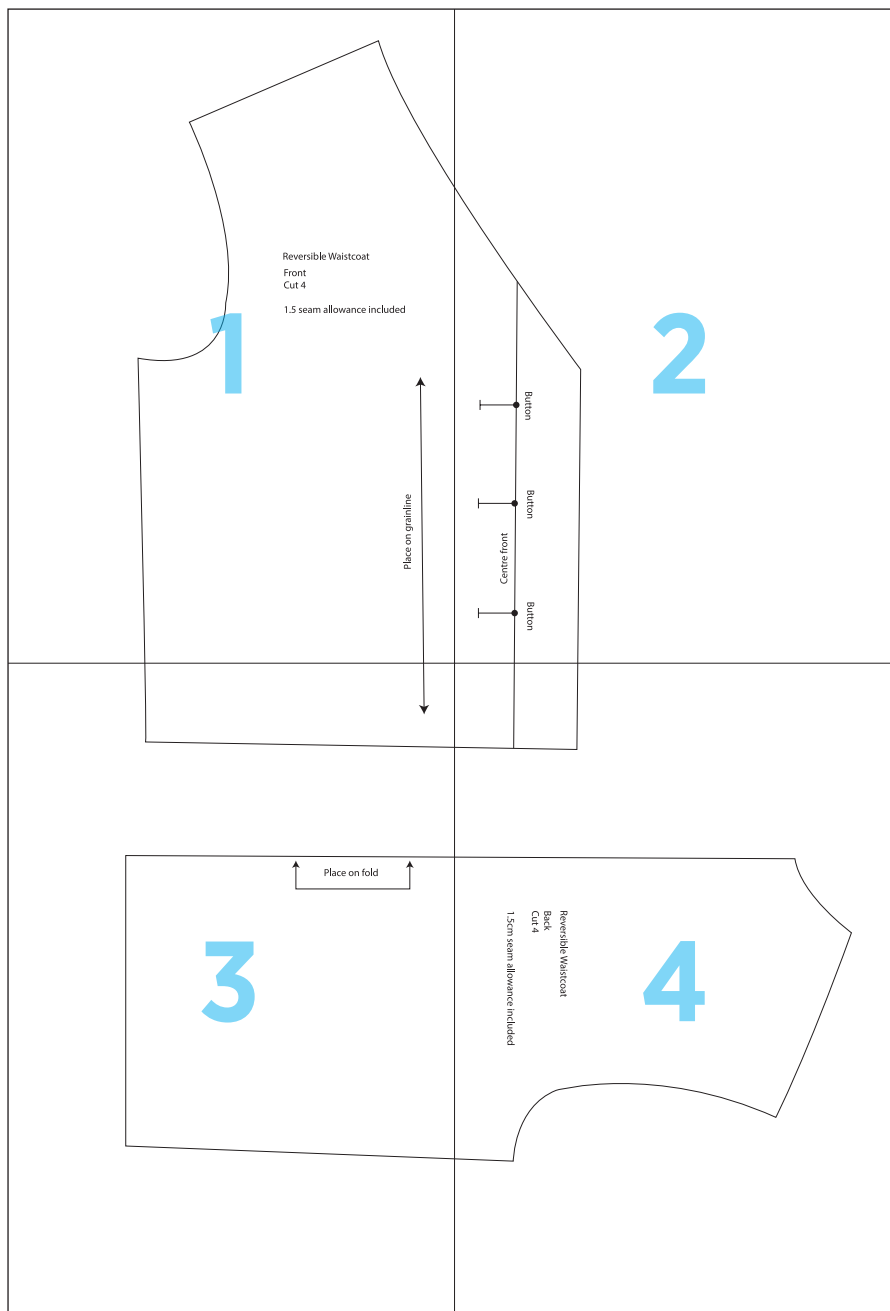 Reversible Waistcoat
Front
Cut 4
1.5 seam allowance included
1
2
Button
Button
Place on grainline
Centre front
Button
Place on fold
Reversible Waistcoat
Back
Cut 4
1.5cm seam allowance included
3
4